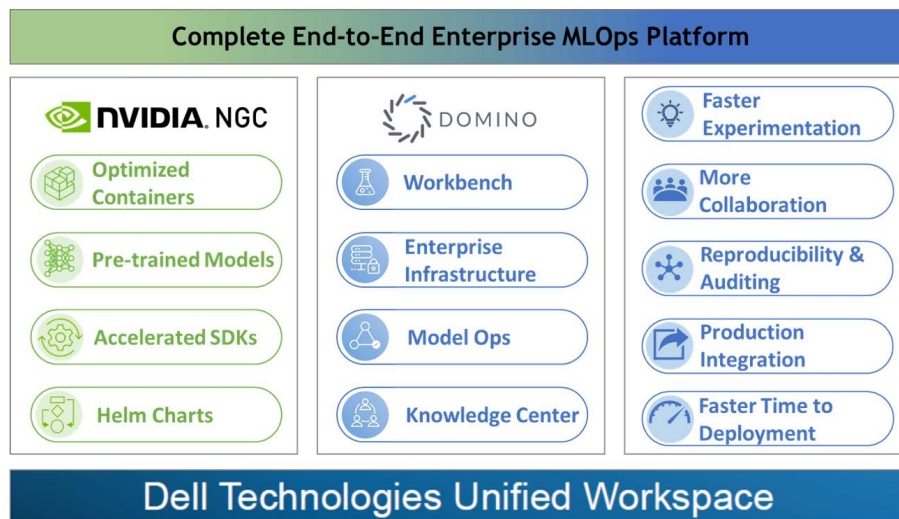 Complete End-to-End Enterprise MLOps Platform
NVIDIA. NGC
Optimized
Containers
Pre-trained Models
Accelerated SDKs
Helm Charts
DOMINO
Workbench
Enterprise
Infrastructure
Model Ops
Knowledge Center
Faster
Experimentation
More
Collaboration
Reproducibility &
Auditing
Production
Integration
Faster Time to
Deployment
Dell Technologies Unified Workspace